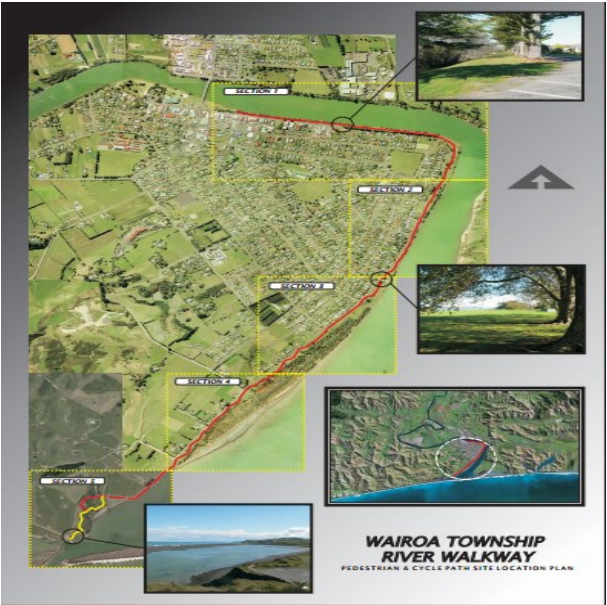 SECTION 1
SECTION 2
SECTION 3
SECTION 4
SECTION 5
WAIROA TOWNSHIP
RIVER WALKWAY
PEDESTRIAN & CYCLE PATH SITE LOCATION PLAN